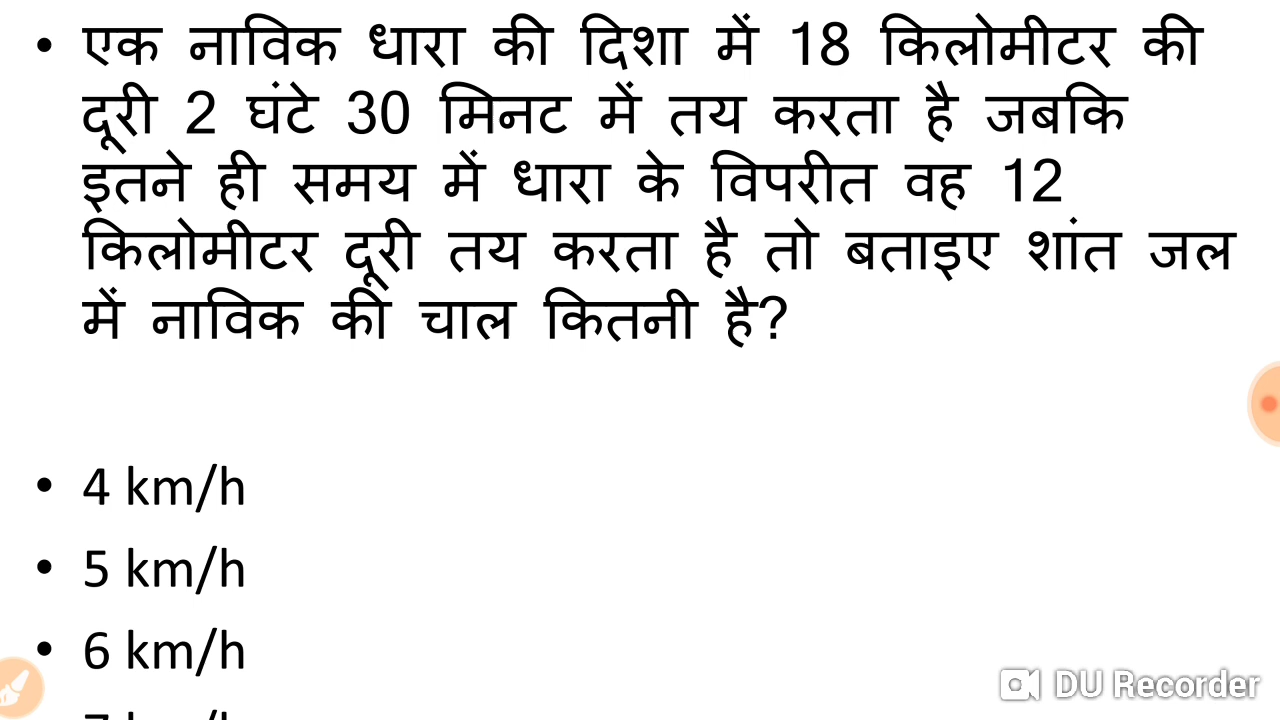 • एक नाविक धारा की दिशा में 18 किलोमीटर की
दूरी 2 घंटे 30 मिनट में तय करता है जबकि
इतने ही समय में धारा के विपरीत वह 12
किलोमीटर दूरी तय करता है तो बताइए शांत जल
में नाविक की चाल कितनी है?
• 4 km/h
• 5 km/h
• 6 km/h
DU Recorder